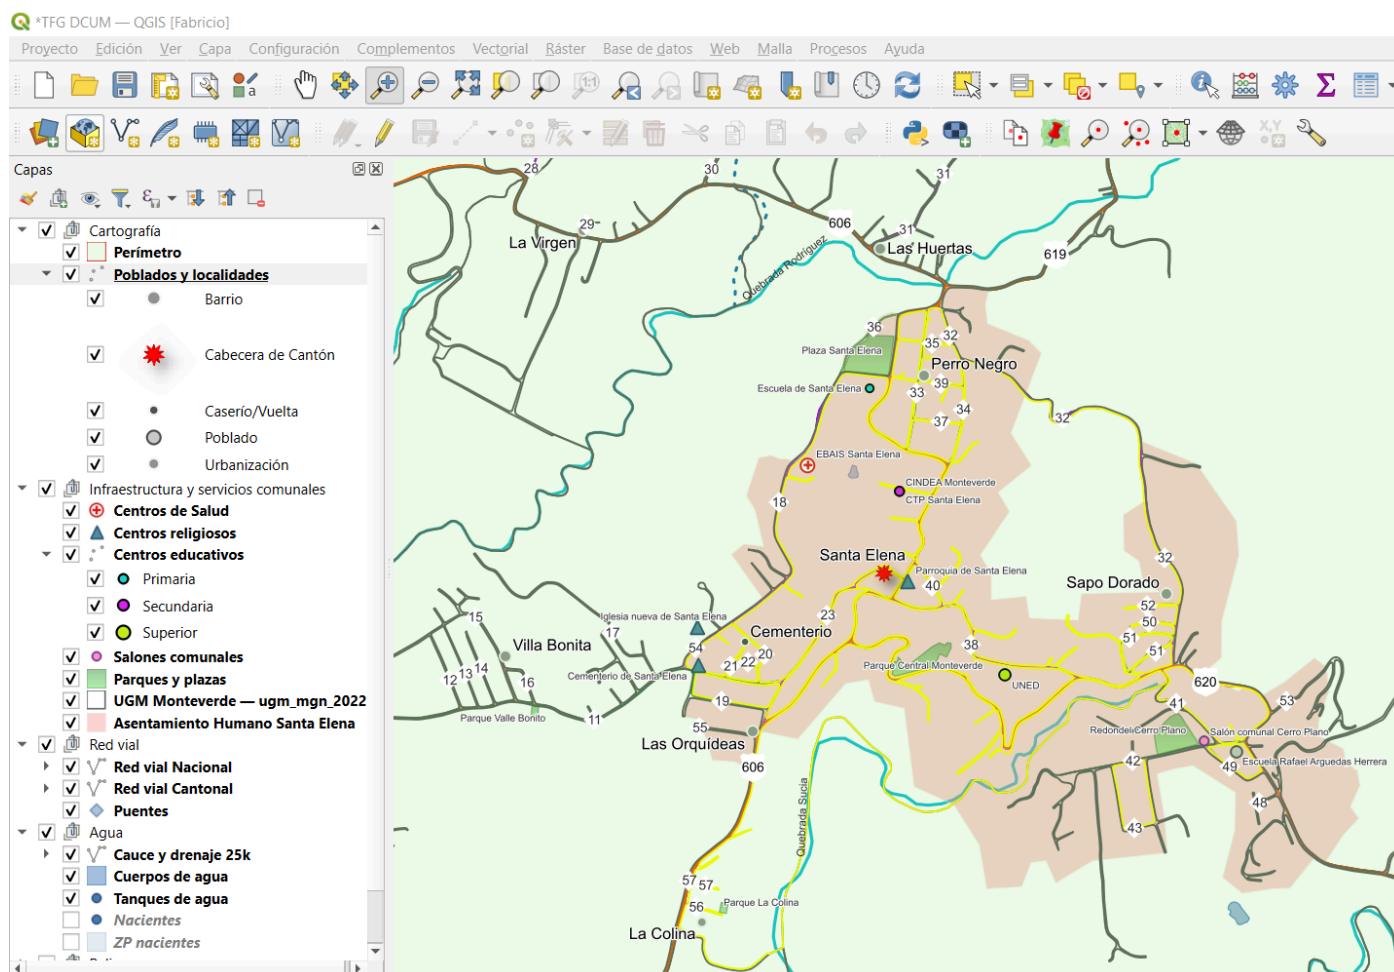 *TFG DCUM — QGIS [Fabricio]
Proyecto Edición Ver Capa Configuración Complementos Vectorial Ráster Base de datos Web Malla Procesos Ayuda
Capas
Cartografía
Perímetro
Poblados y localidades
Barrio
Cabecera de Cantón
Caserío/Vuelta
Poblado
Urbanización
Infraestructura y servicios comunales
Centros de Salud
Centros religiosos
Centros educativos
Primaria
Secundaria
Superior
Salones comunales
Parques y plazas
UGM Monteverde — ugm_mgn_2022
Asentamiento Humano Santa Elena
Red vial
Red vial Nacional
Red vial Cantonal
Puentes
Agua
Cauce y drenaje 25k
Cuerpos de agua
Tanques de agua
Nacientes
ZP nacientes
28
30
31
29
La Virgen
606
31
Las Huertas
619
Quebrada Rodríguez
36
32
35
Plaza Santa Elena
Perro Negro
Escuela de Santa Elena
39
33
34
37
32
EBAIS Santa Elena
CINDEA Monteverde
CTP Santa Elena
18
Santa Elena
32
Parroquia de Santa Elena
40
Sapo Dorado
52
50
51
51
15
Iglesia nueva de Santa Elena
23
17
Cementerio
38
Villa Bonita
54
20
22
21
Parque Central Monteverde
12
13
14
16
Cementerio de Santa Elena
UNED
620
19
41
53
Parque Valle Bonito
11
55
Redondel Cerro Plano
Salón comunal Cerro Plano
Las Orquídeas
606
42
49
Escuela Rafael Arguedas Herrera
48
Quebrada Sucia
43
57
57
56
Parque La Colina
La Colina
1:1
X,Y
a